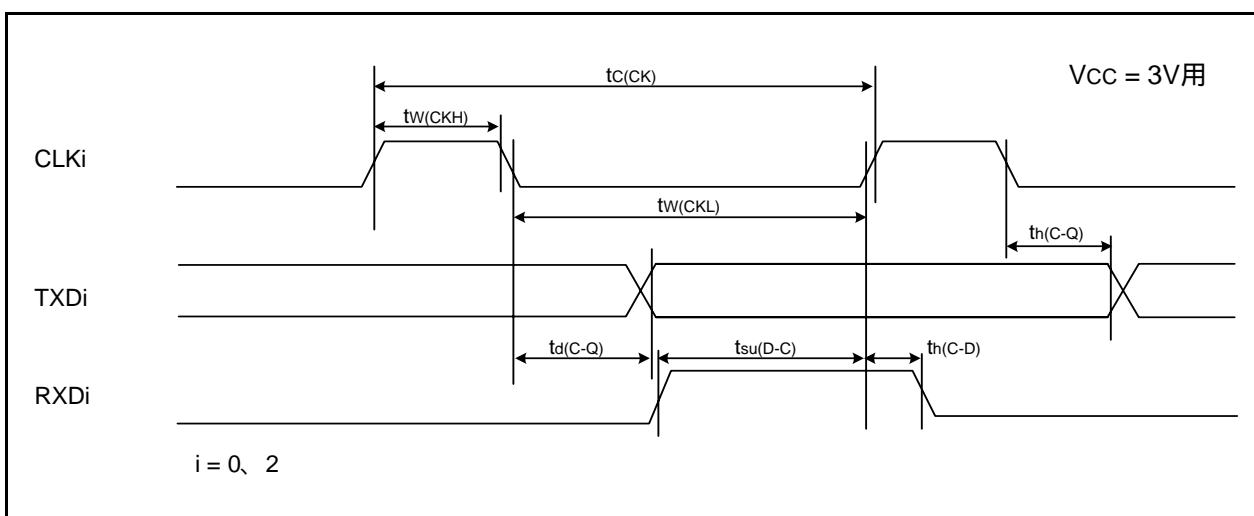 VCC = 3V用
tC(CK)
tW(CKH)
CLKi
tW(CKL)
th(C-Q)
TXDi
td(C-Q)
tsu(D-C)
th(C-D)
RXDi
i = 0、 2